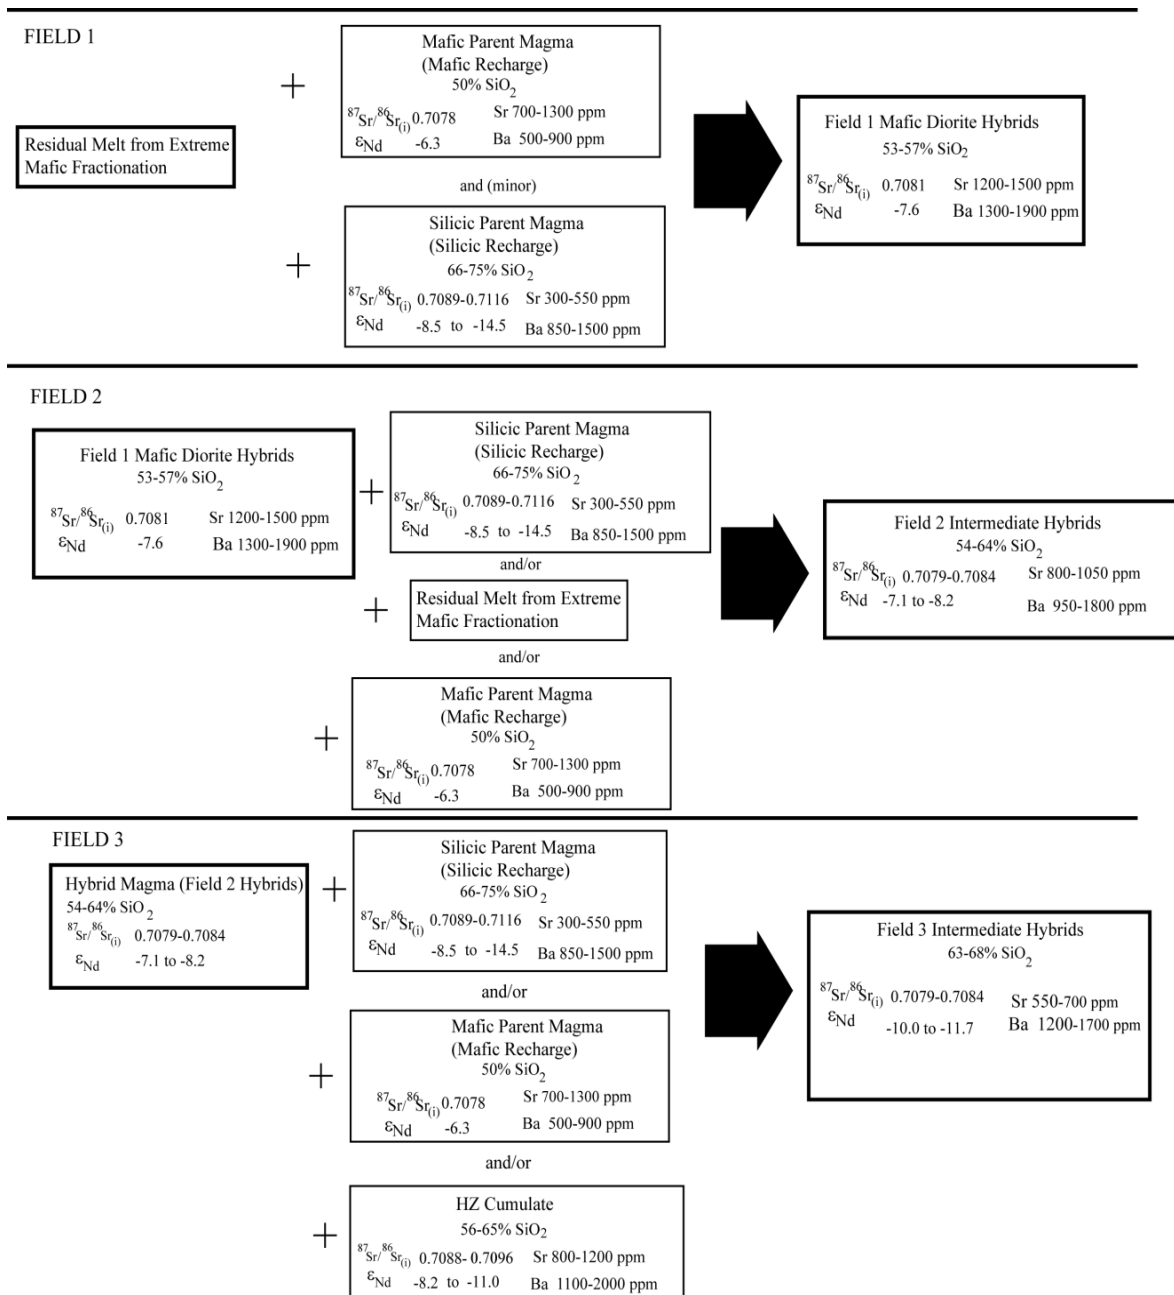 FIELD 1
Residual Melt from Extreme
Mafic Fractionation
+
Mafic Parent Magma
(Mafic Recharge)
50% SiO2
87Sr/86Sr(i) 0.7078 Sr 700-1300 ppm
εNd -6.3 Ba 500-900 ppm
and (minor)
+
Silicic Parent Magma
(Silicic Recharge)
66-75% SiO2
87Sr/86Sr(i) 0.7089-0.7116 Sr 300-550 ppm
εNd -8.5 to -14.5 Ba 850-1500 ppm
Field 1 Mafic Diorite Hybrids
53-57% SiO2
87Sr/86Sr(i) 0.7081 Sr 1200-1500 ppm
εNd -7.6 Ba 1300-1900 ppm
FIELD 2
Field 1 Mafic Diorite Hybrids
53-57% SiO2
87Sr/86Sr(i) 0.7081 Sr 1200-1500 ppm
εNd -7.6 Ba 1300-1900 ppm
+
Silicic Parent Magma
(Silicic Recharge)
66-75% SiO2
87Sr/86Sr(i) 0.7089-0.7116 Sr 300-550 ppm
εNd -8.5 to -14.5 Ba 850-1500 ppm
and/or
+
Residual Melt from Extreme
Mafic Fractionation
and/or
+
Mafic Parent Magma
(Mafic Recharge)
50% SiO2
87Sr/86Sr(i) 0.7078 Sr 700-1300 ppm
εNd -6.3 Ba 500-900 ppm
Field 2 Intermediate Hybrids
54-64% SiO2
87Sr/86Sr(i) 0.7079-0.7084 Sr 800-1050 ppm
εNd -7.1 to -8.2 Ba 950-1800 ppm
FIELD 3
Hybrid Magma (Field 2 Hybrids)
54-64% SiO2
87Sr/86Sr(i) 0.7079-0.7084
εNd -7.1 to -8.2
+
Silicic Parent Magma
(Silicic Recharge)
66-75% SiO2
87Sr/86Sr(i) 0.7089-0.7116 Sr 300-550 ppm
εNd -8.5 to -14.5 Ba 850-1500 ppm
and/or
+
Mafic Parent Magma
(Mafic Recharge)
50% SiO2
87Sr/86Sr(i) 0.7078 Sr 700-1300 ppm
εNd -6.3 Ba 500-900 ppm
and/or
+
HZ Cumulate
56-65% SiO2
87Sr/86Sr(i) 0.7088- 0.7096 Sr 800-1200 ppm
εNd -8.2 to -11.0 Ba 1100-2000 ppm
Field 3 Intermediate Hybrids
63-68% SiO2
87Sr/86Sr(i) 0.7079-0.7084 Sr 550-700 ppm
εNd -10.0 to -11.7 Ba 1200-1700 ppm